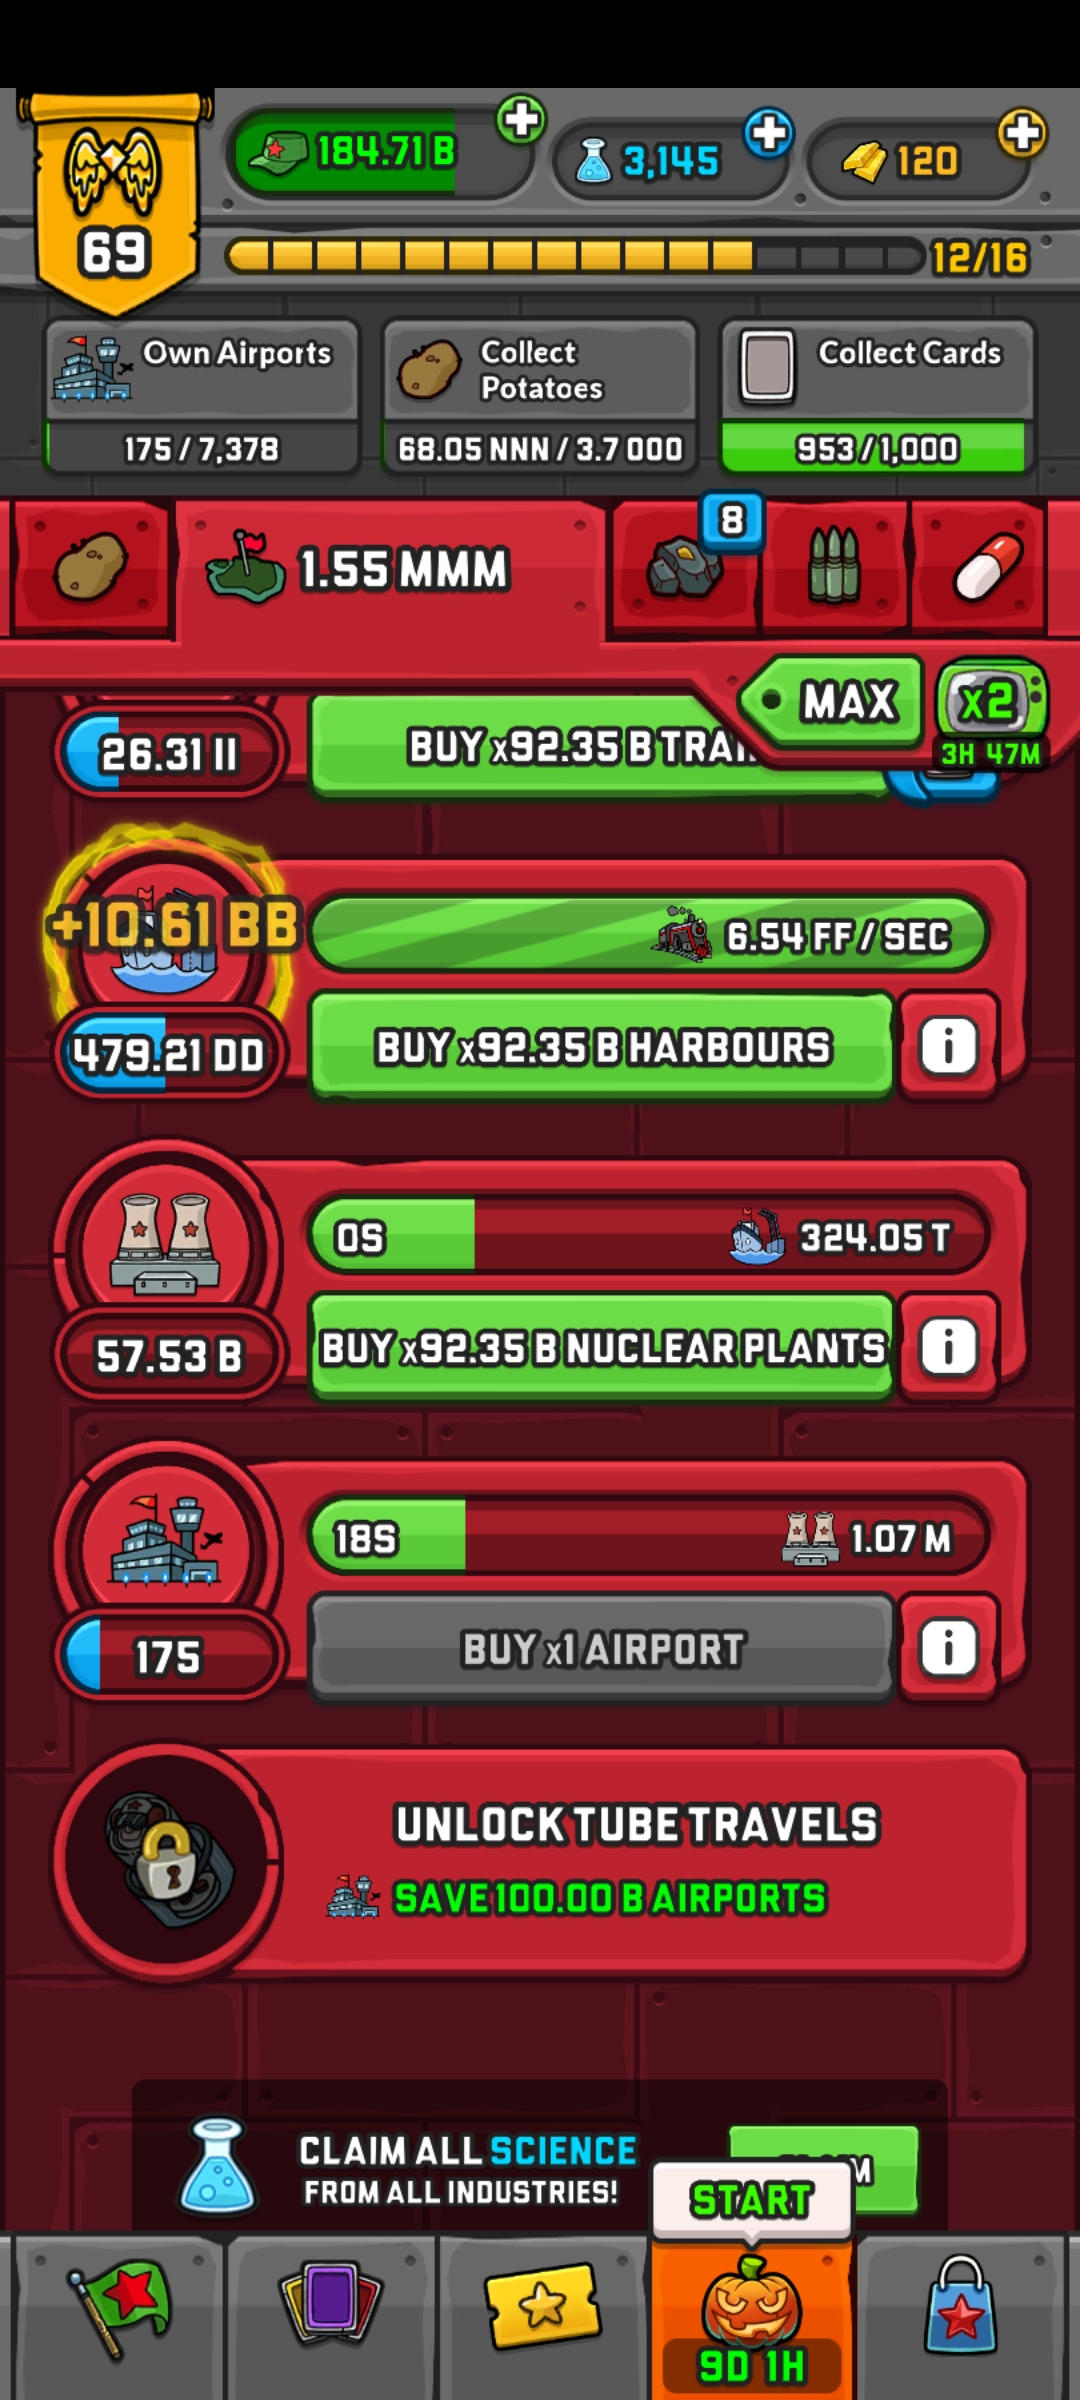 184.71 B
3,145
120
69
12/16
Own Airports
175 / 7,378
Collect
Potatoes
68.05 NNN / 3.7 OOO
Collect Cards
953 / 1,000
1.55 MMM
8
MAX
x2
3H 47M
26.31 II
BUY x92.35 B
+10.61 BB
6.54 FF / SEC
479.21 DD
BUY x92.35 B HARBOURS
i
0S
324.05 T
57.53 B
BUY x92.35 B NUCLEAR PLANTS
i
18S
1.07 M
175
BUY x1 AIRPORT
i
UNLOCK TUBE TRAVELS
SAVE 100.00 B AIRPORTS
CLAIM ALL SCIENCE
FROM ALL INDUSTRIES!
START
9D 1H